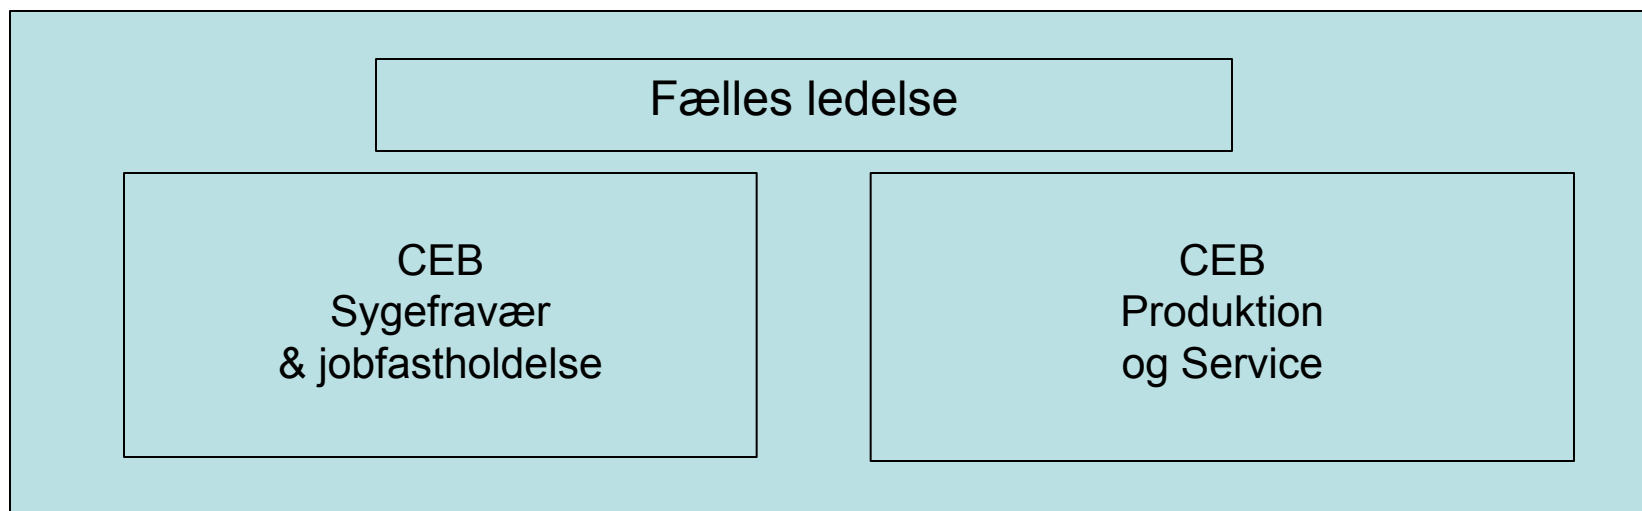 Fælles ledelse
CEB
Sygefravær
& jobfastholdelse
CEB
Produktion
og Service